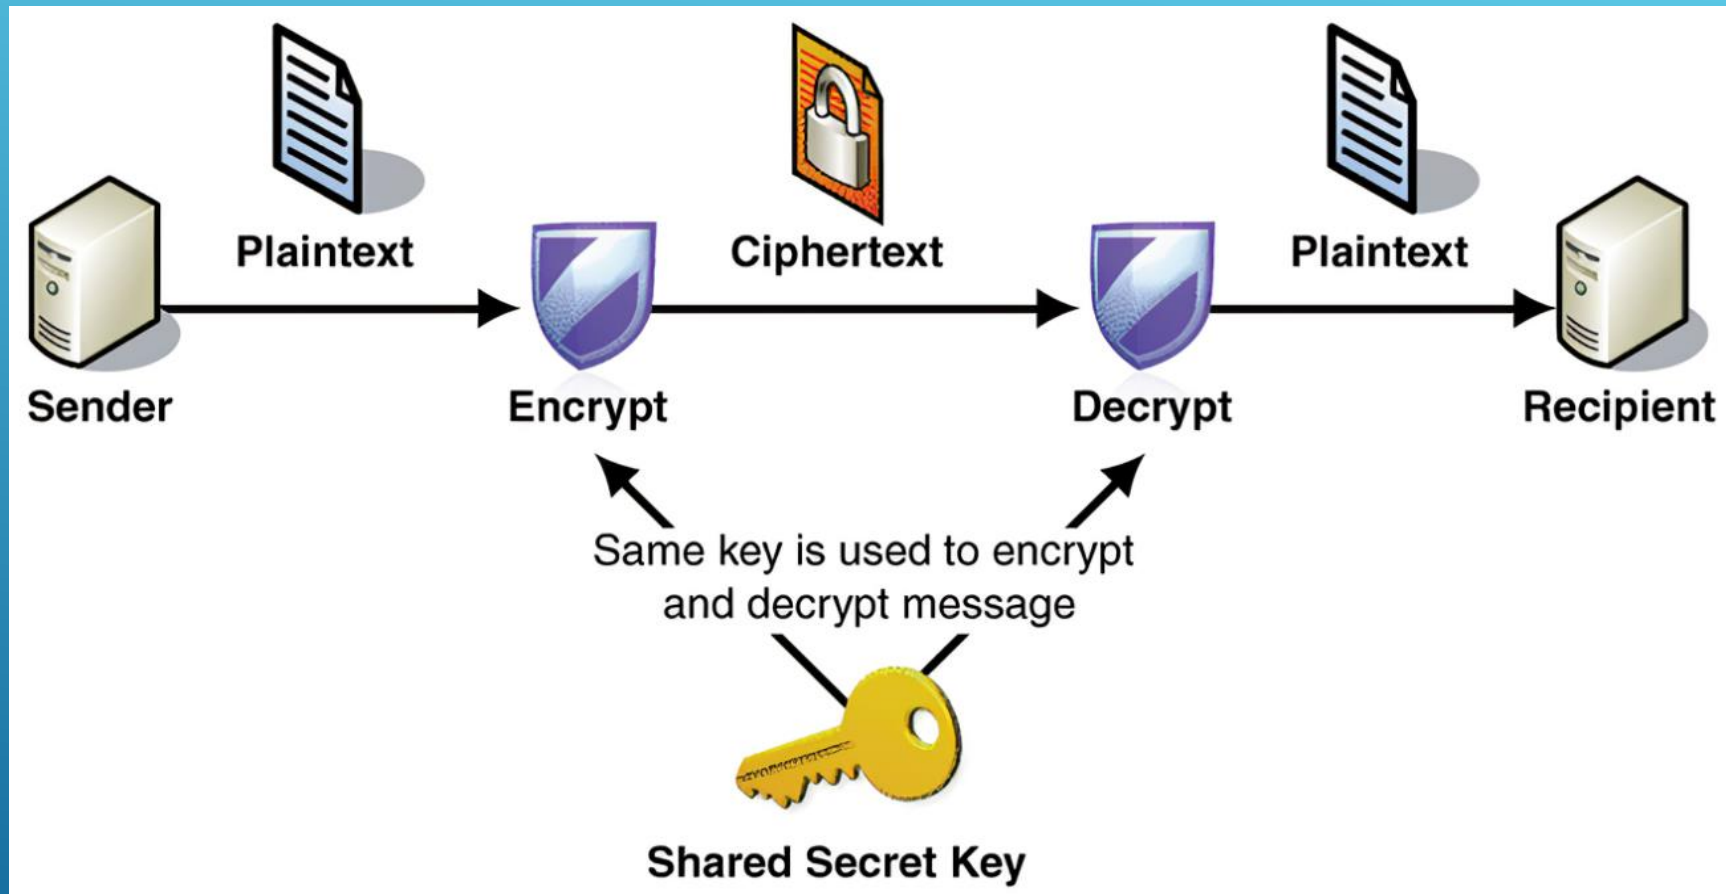 Plaintext
Ciphertext
Plaintext
Sender
Encrypt
Decrypt
Recipient
Same key is used to encrypt
and decrypt message
Shared Secret Key